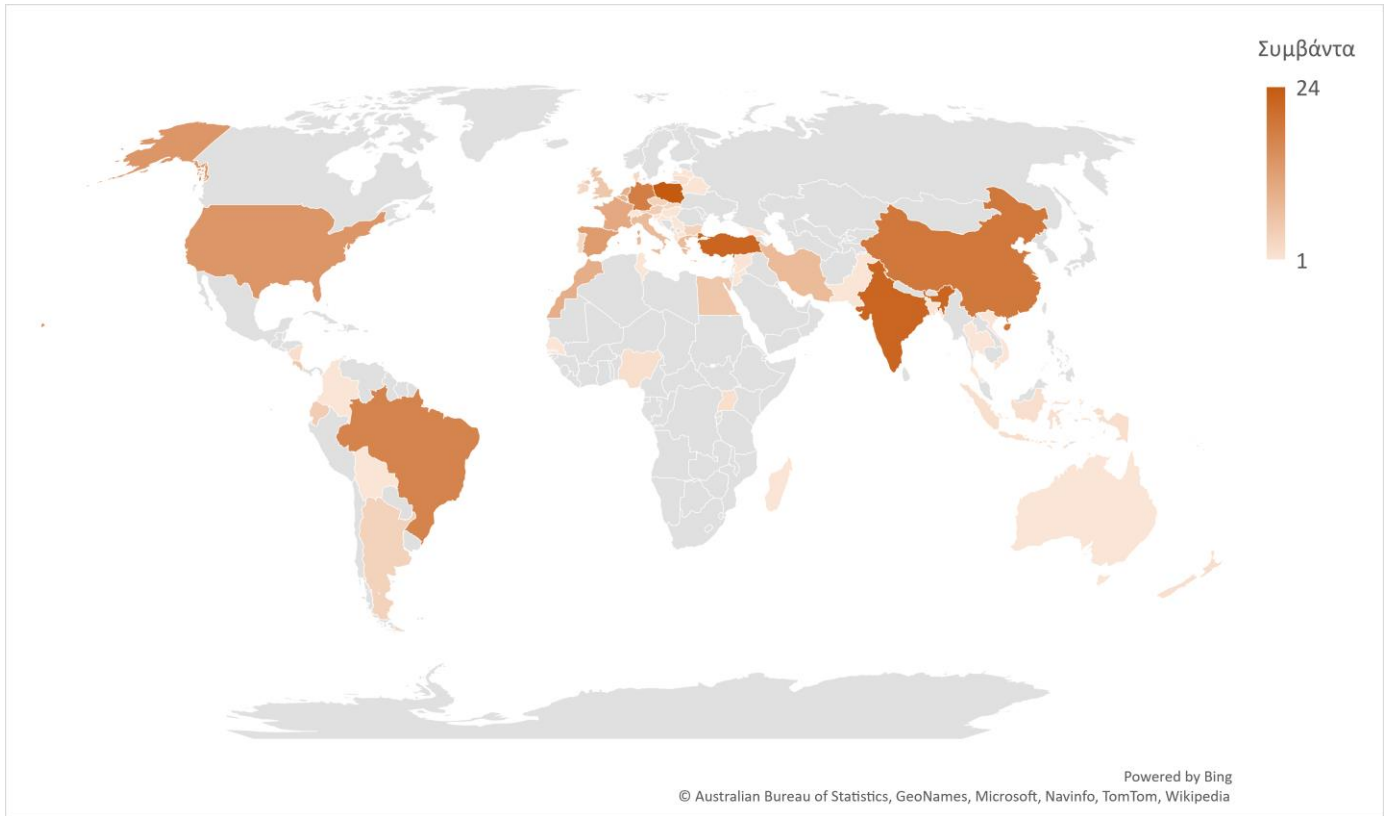 Συμβάντα
24
1
Powered by Bing
© Australian Bureau of Statistics, GeoNames, Microsoft, Navinfo, TomTom, Wikipedia